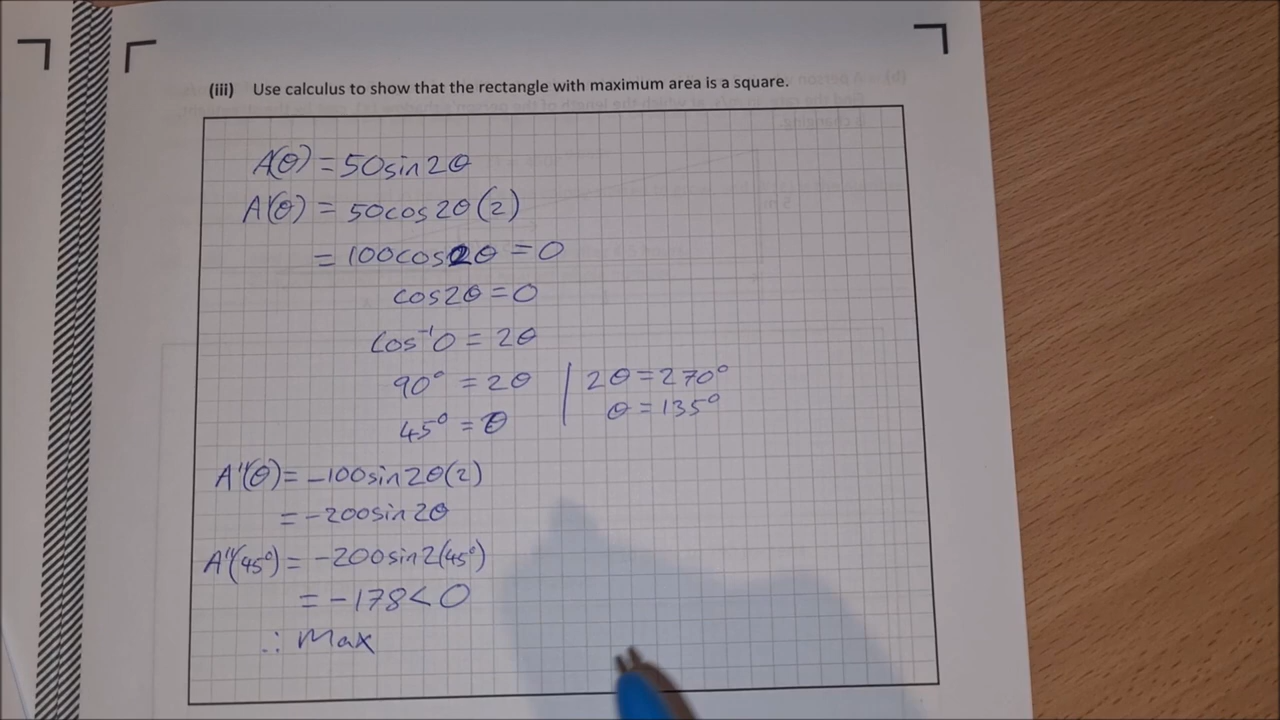 (iii) Use calculus to show that the rectangle with maximum area is a square.
A(θ) = 50sin2θ
A'(θ) = 50cos2θ(2)
= 100cos2θ = 0
cos2θ = 0
cos⁻¹0 = 2θ
90° = 2θ | 2θ = 270°
45° = θ | θ = 135°
A''(θ) = -100sin2θ(2)
= -200sin2θ
A''(45°) = -200sin2(45°)
= -178 < 0
∴ Max